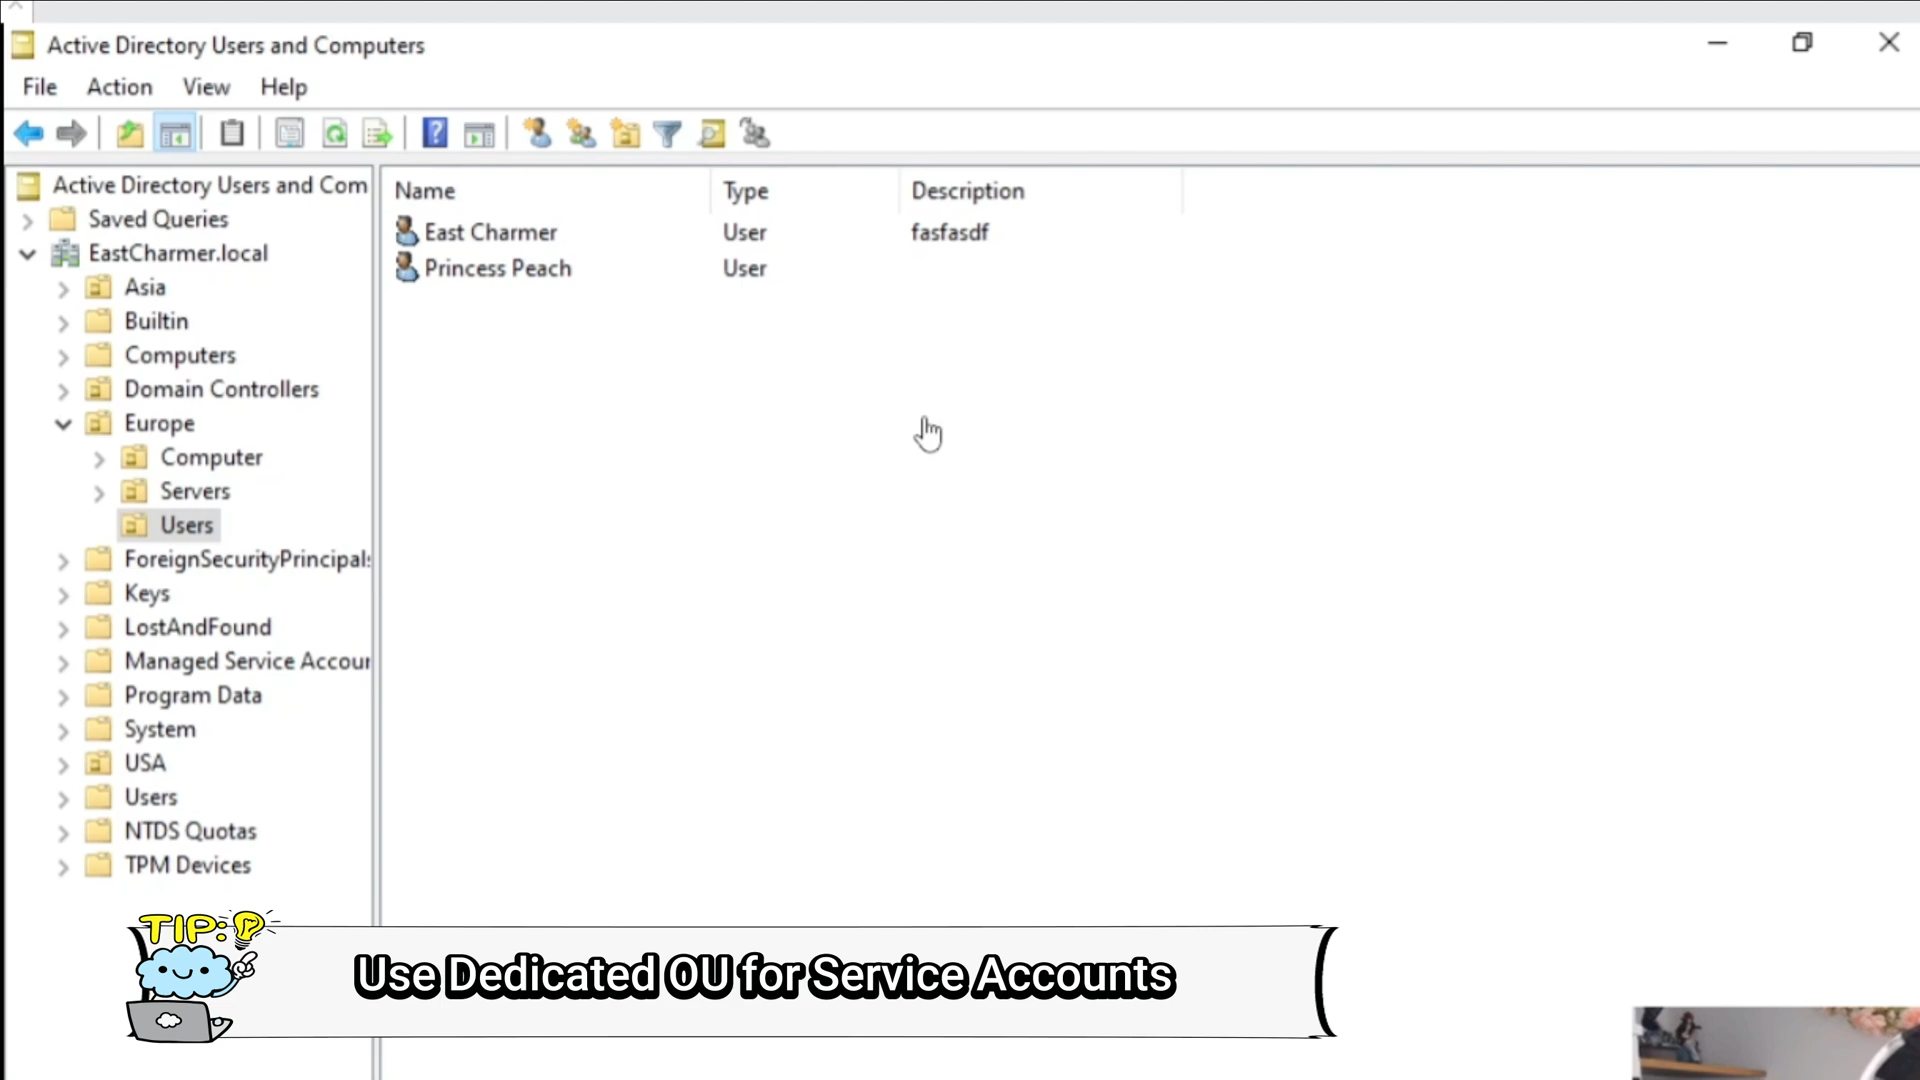 Active Directory Users and Computers
File Action View Help
Active Directory Users and Com
Saved Queries
EastCharmer.local
Asia
Builtin
Computers
Domain Controllers
Europe
Computer
Servers
Users
ForeignSecurityPrincipals
Keys
LostAndFound
Managed Service Accour
Program Data
System
USA
Users
NTDS Quotas
TPM Devices
Name Type Description
East Charmer User fasfasdf
Princess Peach User
TIP:
Use Dedicated OU for Service Accounts